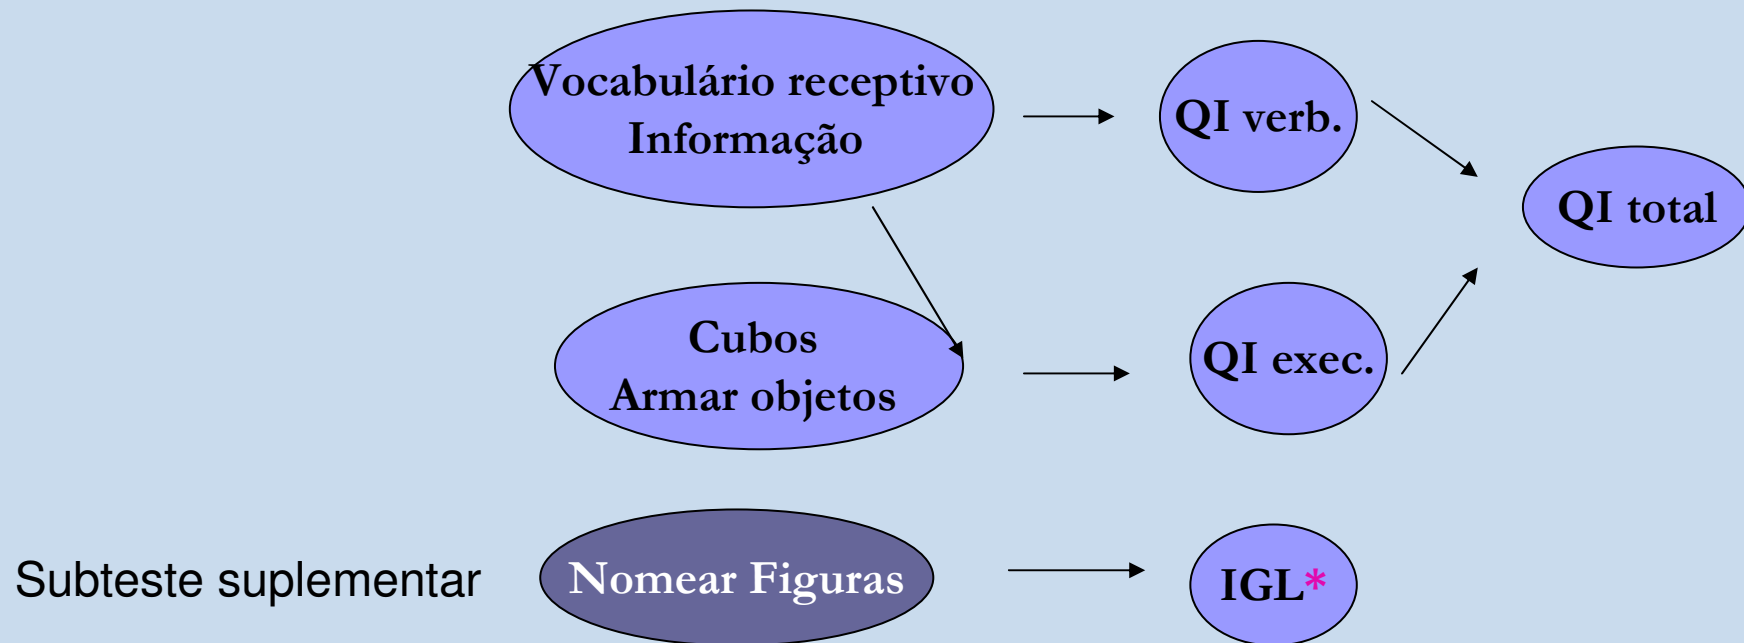 Vocabulário receptivo
Informação
QI verb.
QI total
Cubos
Armar objetos
QI exec.
Subteste suplementar
Nomear Figuras
IGL*